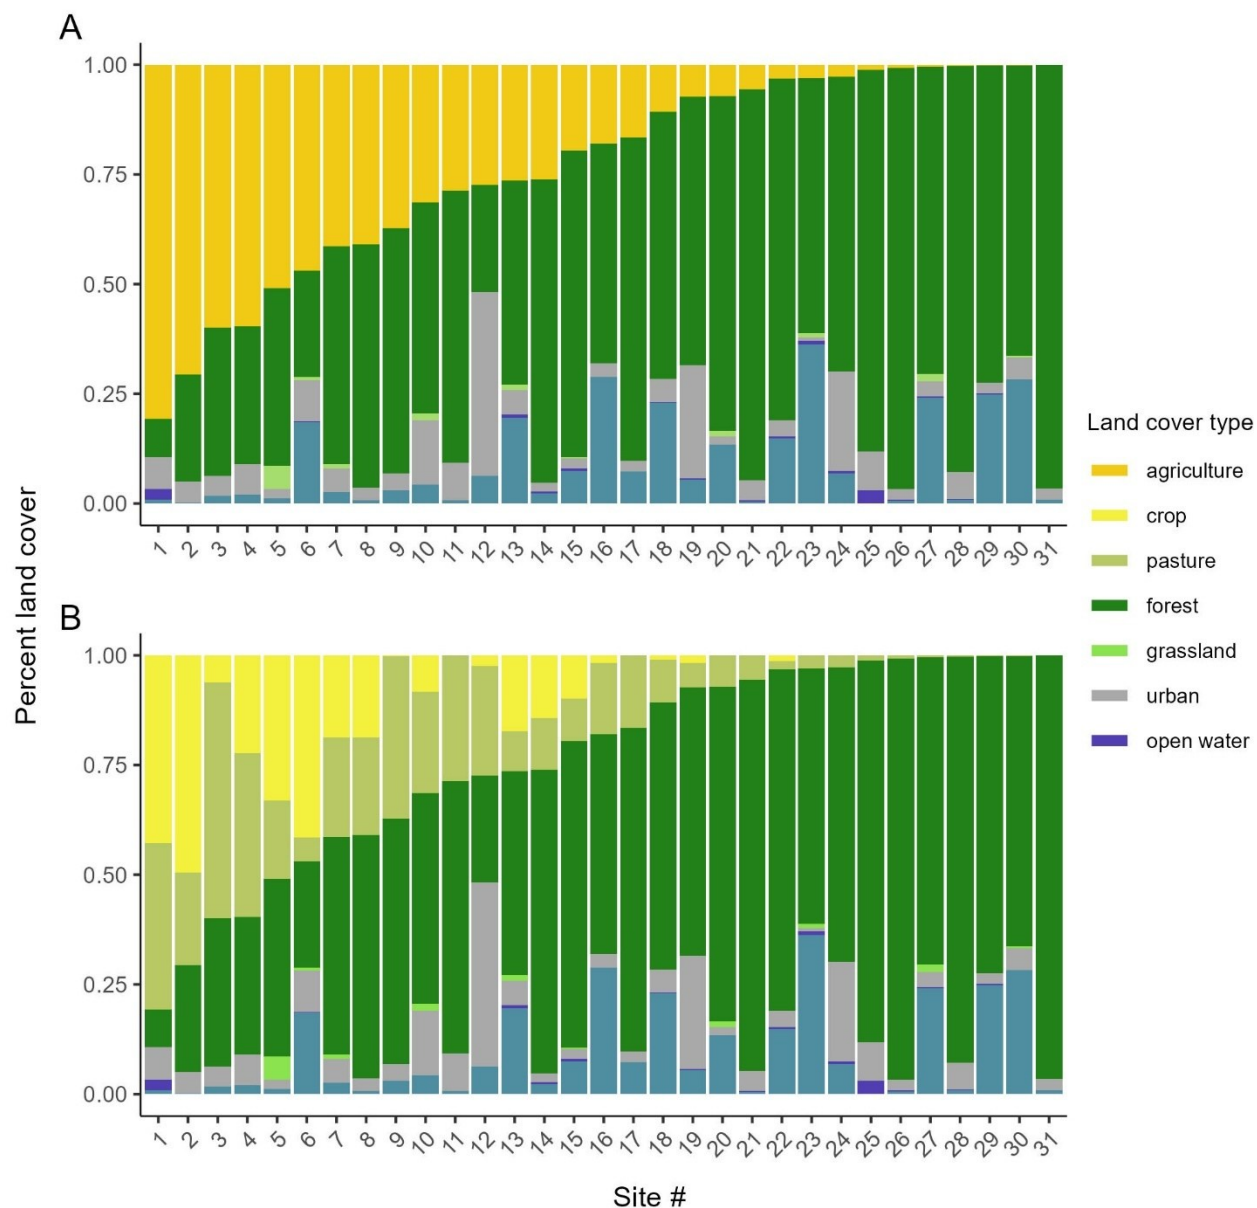 A
1.00
0.75
0.50
0.25
0.00
1 2 3 4 5 6 7 8 9 10 11 12 13 14 15 16 17 18 19 20 21 22 23 24 25 26 27 28 29 30 31
Percent land cover
B
1.00
0.75
0.50
0.25
0.00
1 2 3 4 5 6 7 8 9 10 11 12 13 14 15 16 17 18 19 20 21 22 23 24 25 26 27 28 29 30 31
Site #
Land cover type
agriculture
crop
pasture
forest
grassland
urban
open water